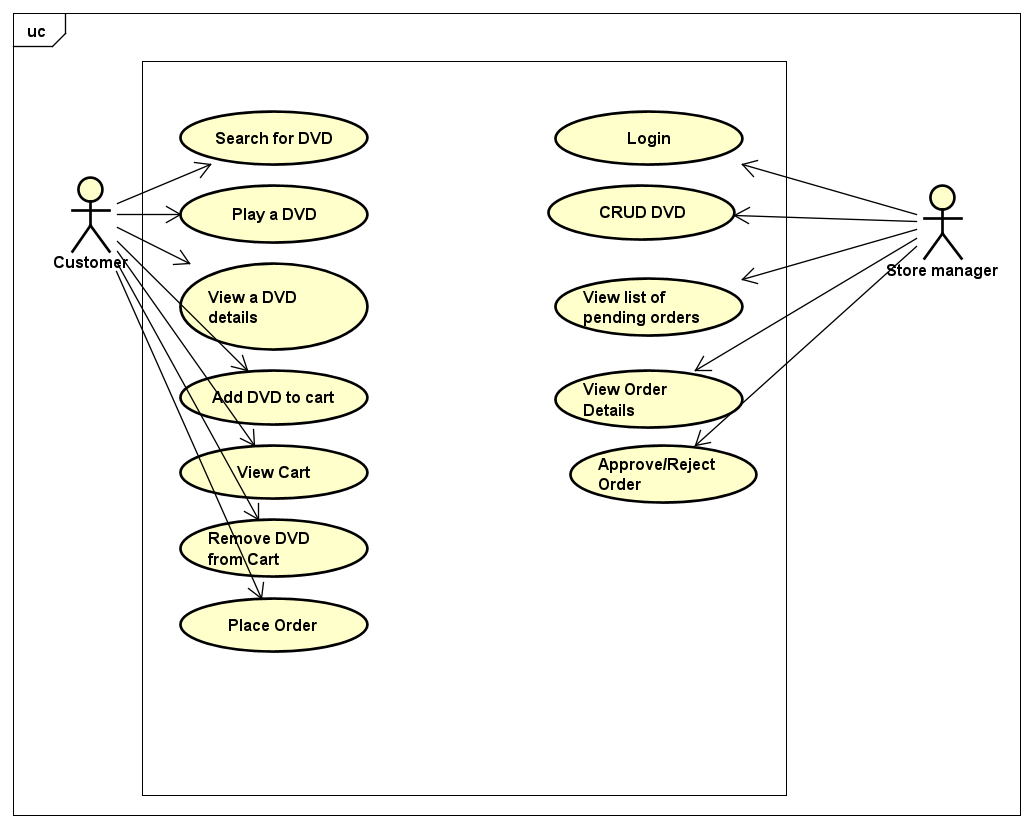 uc
Search for DVD
Play a DVD
View a DVD
details
Add DVD to cart
View Cart
Remove DVD
from Cart
Place Order
Customer
Login
CRUD DVD
View list of
pending orders
View Order
Details
Approve/Reject
Order
Store manager